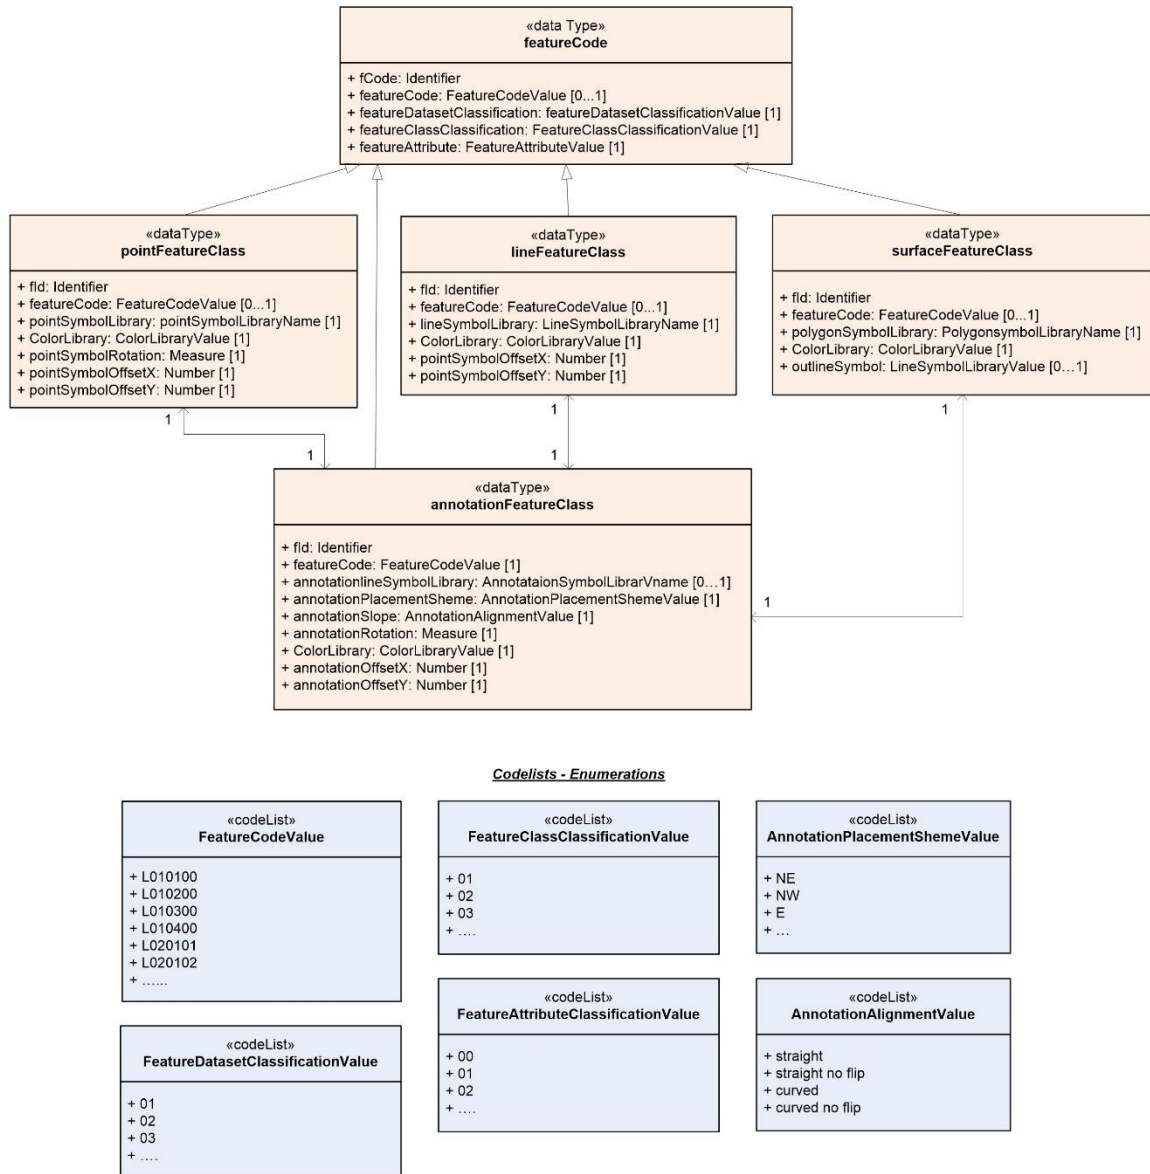 «data Type»
featureCode
+ fCode: Identifier
+ featureCode: FeatureCodeValue [0...1]
+ featureDatasetClassification: featureDatasetClassificationValue [1]
+ featureClassClassification: FeatureClassClassificationValue [1]
+ featureAttribute: FeatureAttributeValue [1]
«dataType»
pointFeatureClass
+ fId: Identifier
+ featureCode: FeatureCodeValue [0...1]
+ pointSymbolLibrary: pointSymbolLibraryName [1]
+ ColorLibrary: ColorLibraryValue [1]
+ pointSymbolRotation: Measure [1]
+ pointSymbolOffsetX: Number [1]
+ pointSymbolOffsetY: Number [1]
«dataType»
lineFeatureClass
+ fId: Identifier
+ featureCode: FeatureCodeValue [0...1]
+ lineSymbolLibrary: LineSymbolLibraryName [1]
+ ColorLibrary: ColorLibraryValue [1]
+ pointSymbolOffsetX: Number [1]
+ pointSymbolOffsetY: Number [1]
«dataType»
surfaceFeatureClass
+ fId: Identifier
+ featureCode: FeatureCodeValue [0...1]
+ polygonSymbolLibrary: PolygonsymbolLibraryName [1]
+ ColorLibrary: ColorLibraryValue [1]
+ outlineSymbol: LineSymbolLibraryValue [0...1]
1
1
1
1
1
1
«dataType»
annotationFeatureClass
+ fId: Identifier
+ featureCode: FeatureCodeValue [1]
+ annotationlineSymbolLibrary: AnnotataionSymbolLibrarVname [0...1]
+ annotationPlacementSheme: AnnotationPlacementShemeValue [1]
+ annotationSlope: AnnotationAlignmentValue [1]
+ annotationRotation: Measure [1]
+ ColorLibrary: ColorLibraryValue [1]
+ annotationOffsetX: Number [1]
+ annotationOffsetY: Number [1]
Codelists - Enumerations
«codeList»
FeatureCodeValue
+ L010100
+ L010200
+ L010300
+ L010400
+ L020101
+ L020102
+ ......
«codeList»
FeatureClassClassificationValue
+ 01
+ 02
+ 03
+ ....
«codeList»
AnnotationPlacementShemeValue
+ NE
+ NW
+ E
+ ...
«codeList»
FeatureDatasetClassificationValue
+ 01
+ 02
+ 03
+ ....
«codeList»
FeatureAttributeClassificationValue
+ 00
+ 01
+ 02
+ ....
«codeList»
AnnotationAlignmentValue
+ straight
+ straight no flip
+ curved
+ curved no flip